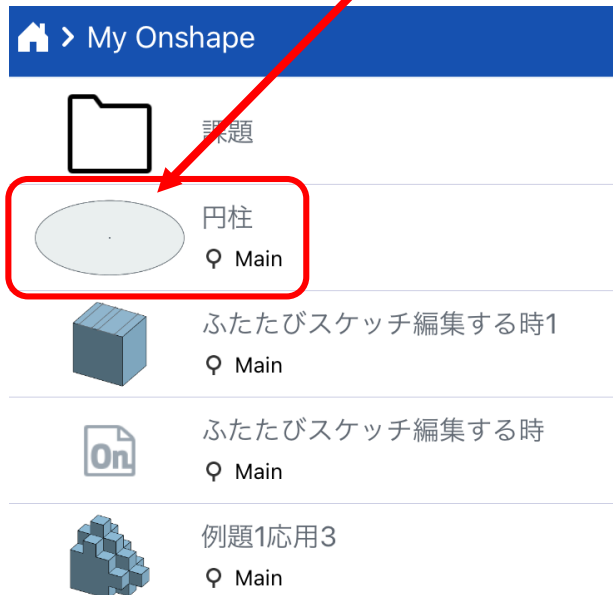 My Onshape
課題
円柱
Main
ふたたびスケッチ編集する時1
Main
On
ふたたびスケッチ編集する時
Main
例題1応用3
Main